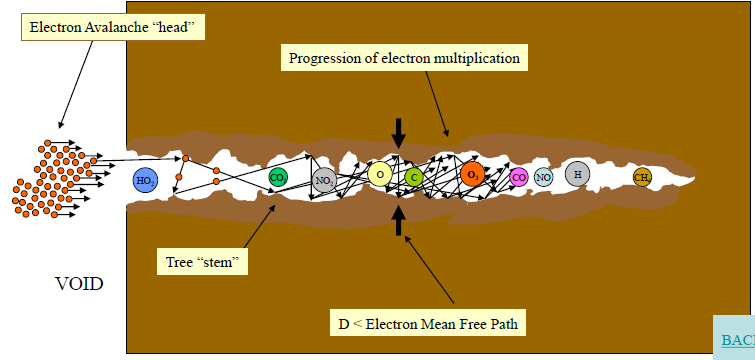 Electron Avalanche “head”
Progression of electron multiplication
HO2
CO2
NO2
O
C
O3
CO
NO
H
CH4
Tree “stem”
VOID
D < Electron Mean Free Path